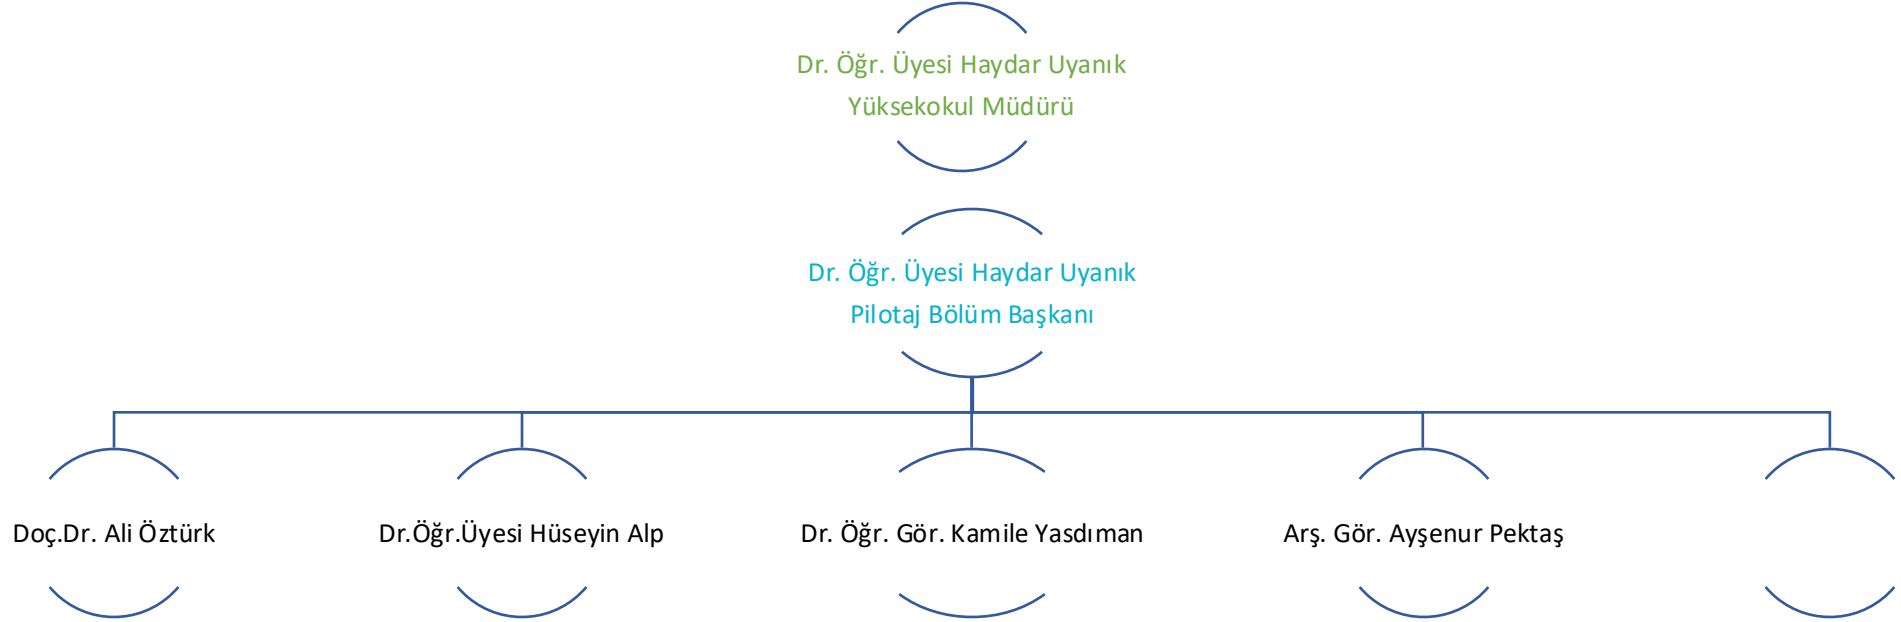 Dr. Öğr. Üyesi Haydar Uyanık
Yüksekokul Müdürü
Dr. Öğr. Üyesi Haydar Uyanık
Pilotaj Bölüm Başkanı
Doç.Dr. Ali Öztürk
Dr.Öğr.Üyesi Hüseyin Alp
Dr. Öğr. Gör. Kamile Yasdıman
Arş. Gör. Ayşenur Pektaş